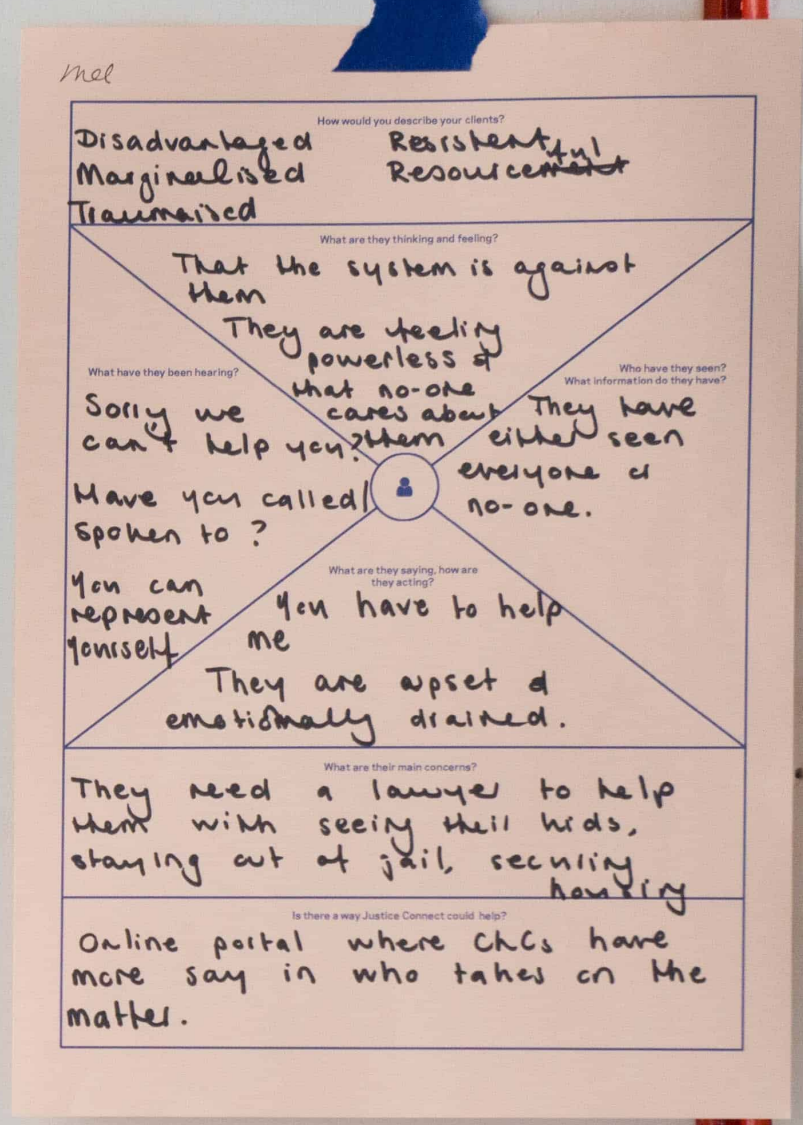 Mel
How would you describe your clients?
Disadvantaged
Marginalised
Traumaised
Resistent
Resourceful
What are they thinking and feeling?
That the system is against
them
They are feeling
powerless &
that no-one
cares about
them
What have they been hearing?
Sorry we
can't help you?
Have you called/
spoken to ?
You can
represent
yourself
Who have they seen?
What information do they have?
They have
either seen
everyone or
no-one.
What are they saying, how are
they acting?
You have to help
me
They are upset &
emotionally drained.
What are their main concerns?
They need a lawyer to help
them with seeing their kids,
staying out of jail, securing
housing
Is there a way Justice Connect could help?
Online portal where CLCs have
more say in who takes on the
matter.